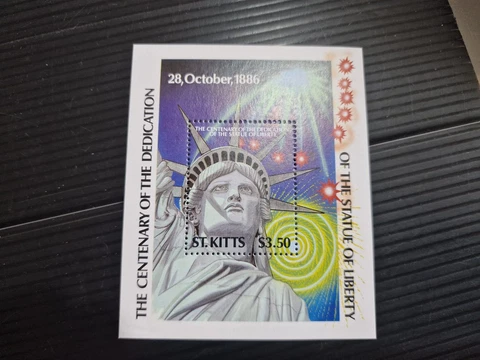 28, October, 1886
THE CENTENARY OF THE DEDICATION
OF THE STATUE OF LIBERTY
THE CENTENARY OF THE DEDICATION
OF THE STATUE OF LIBERTY
ST. KITTS $3.50